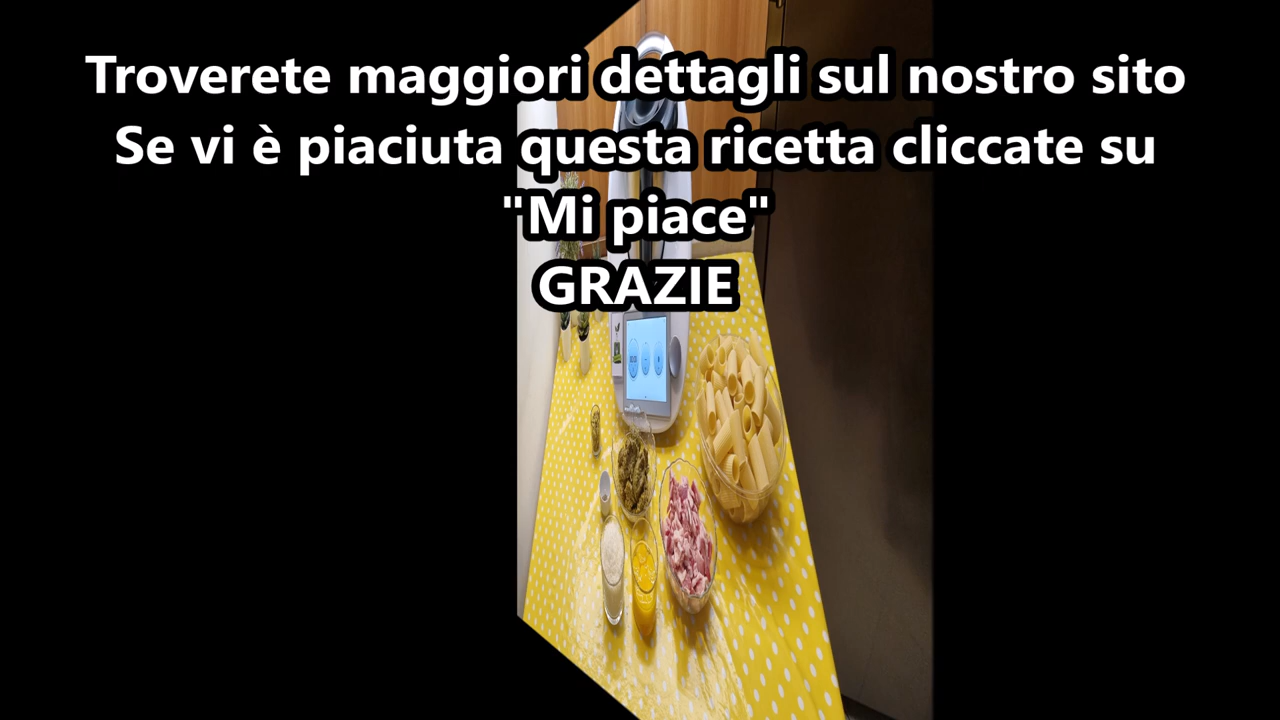 Troverete maggiori dettagli sul nostro sito
Se vi è piaciuta questa ricetta cliccate su
"Mi piace"
GRAZIE